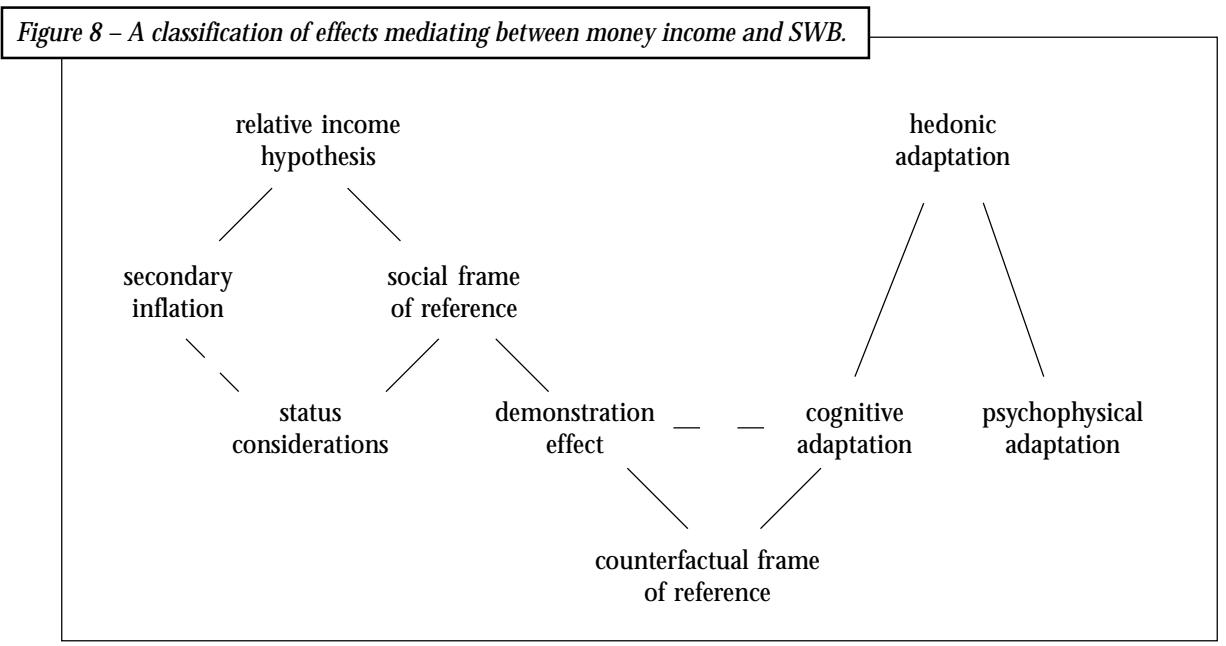 Figure 8 – A classification of effects mediating between money income and SWB.
relative income
hypothesis
hedonic
adaptation
secondary
inflation
social frame
of reference
status
considerations
demonstration
effect
cognitive
adaptation
psychophysical
adaptation
counterfactual frame
of reference